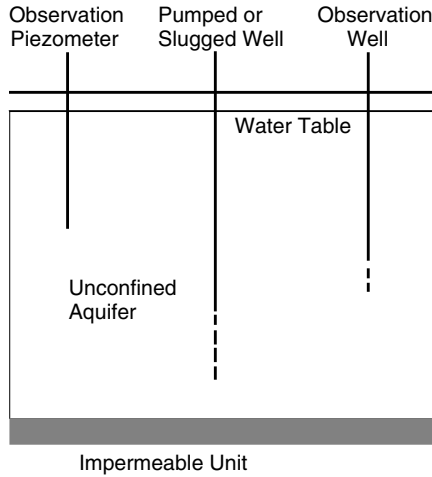 Observation
Piezometer
Pumped or
Slugged Well
Observation
Well
Water Table
Unconfined
Aquifer
Impermeable Unit